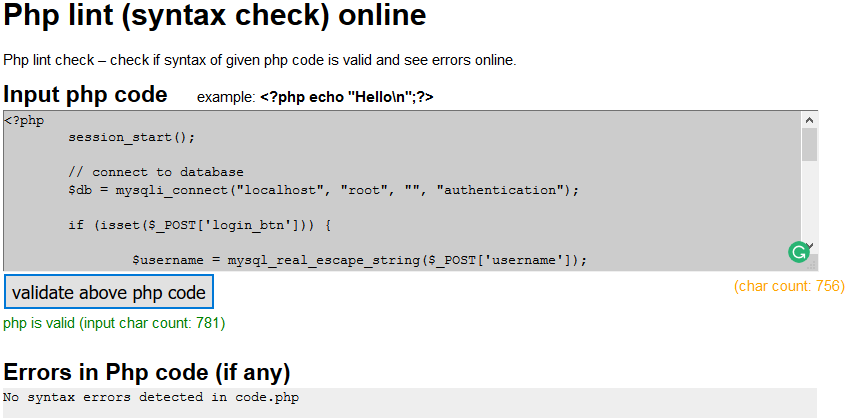 Php lint (syntax check) online
Php lint check – check if syntax of given php code is valid and see errors online.
Input php code example: <?php echo "Hello\n";?>
<?php
session_start();
// connect to database
$db = mysqli_connect("localhost", "root", "", "authentication");
if (isset($_POST['login_btn'])) {
$username = mysql_real_escape_string($_POST['username']);
validate above php code
(char count: 756)
php is valid (input char count: 781)
Errors in Php code (if any)
No syntax errors detected in code.php